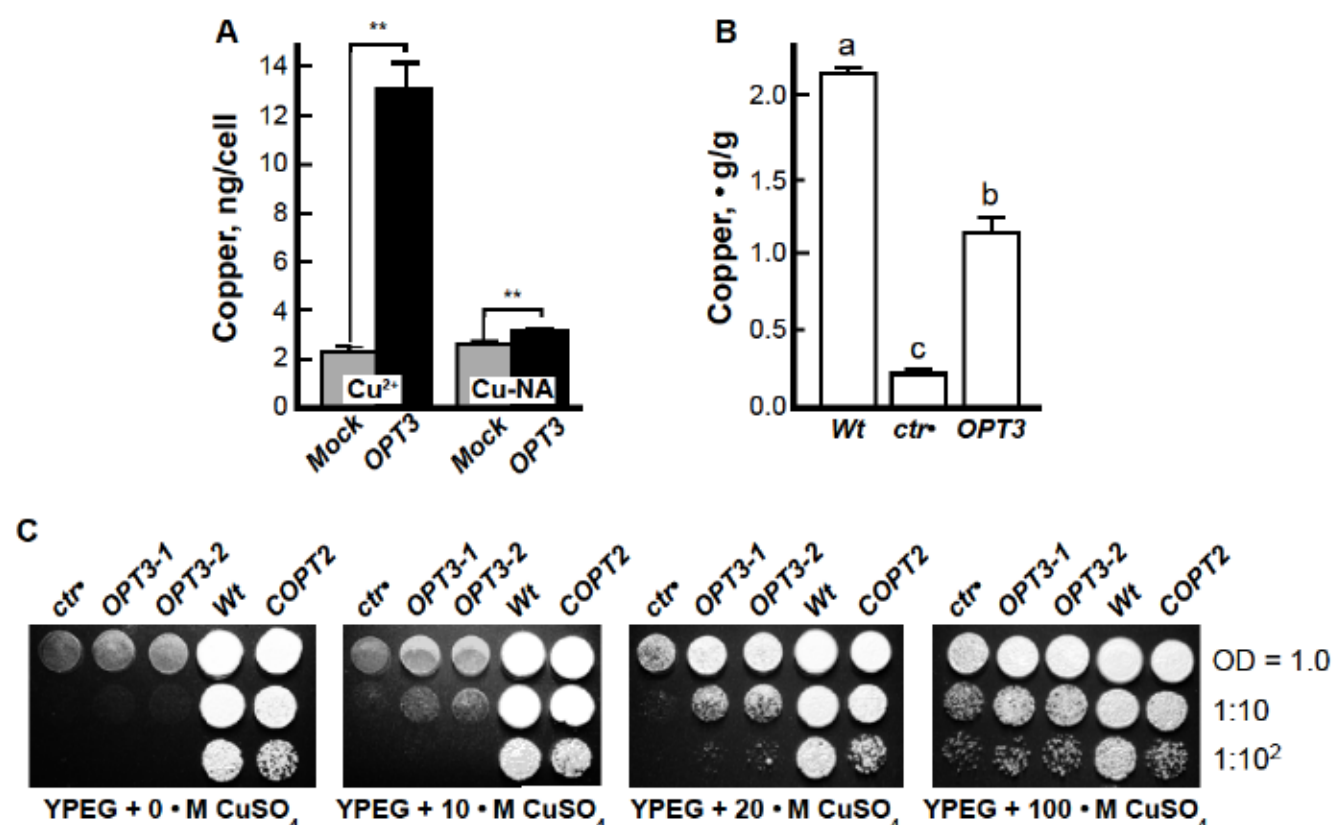 A
B
**
14
12
10
8
6
4
2
0
Copper, ng/cell
**
Cu²⁺
Cu-NA
Mock
OPT3
Mock
OPT3
2.0
1.5
1.0
0.5
0.0
Copper, • g/g
a
b
c
Wt ctr• OPT3
C
ctr• OPT3-1 OPT3-2 Wt COPT2
ctr• OPT3-1 OPT3-2 Wt COPT2
ctr• OPT3-1 OPT3-2 Wt COPT2
ctr• OPT3-1 OPT3-2 Wt COPT2
OD = 1.0
1:10
1:10²
YPEG + 0 • M CuSO₄
YPEG + 10 • M CuSO₄
YPEG + 20 • M CuSO₄
YPEG + 100 • M CuSO₄